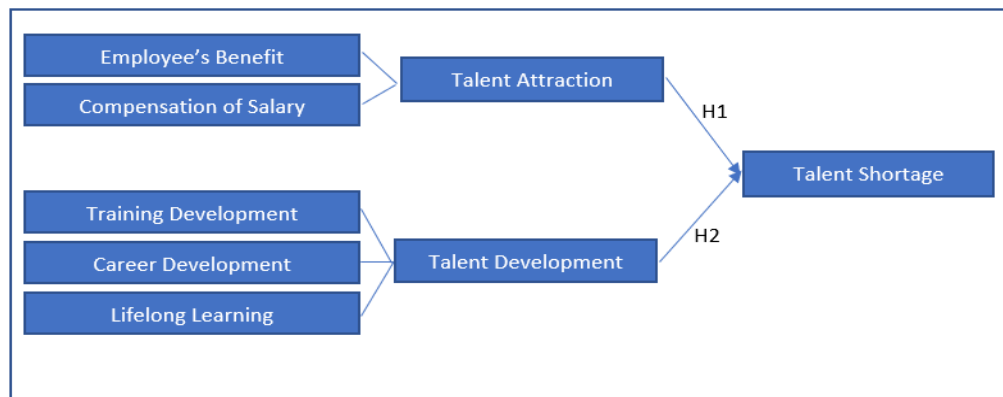 Employee’s Benefit
Compensation of Salary
Talent Attraction
H1
Talent Shortage
Training Development
Career Development
Lifelong Learning
Talent Development
H2